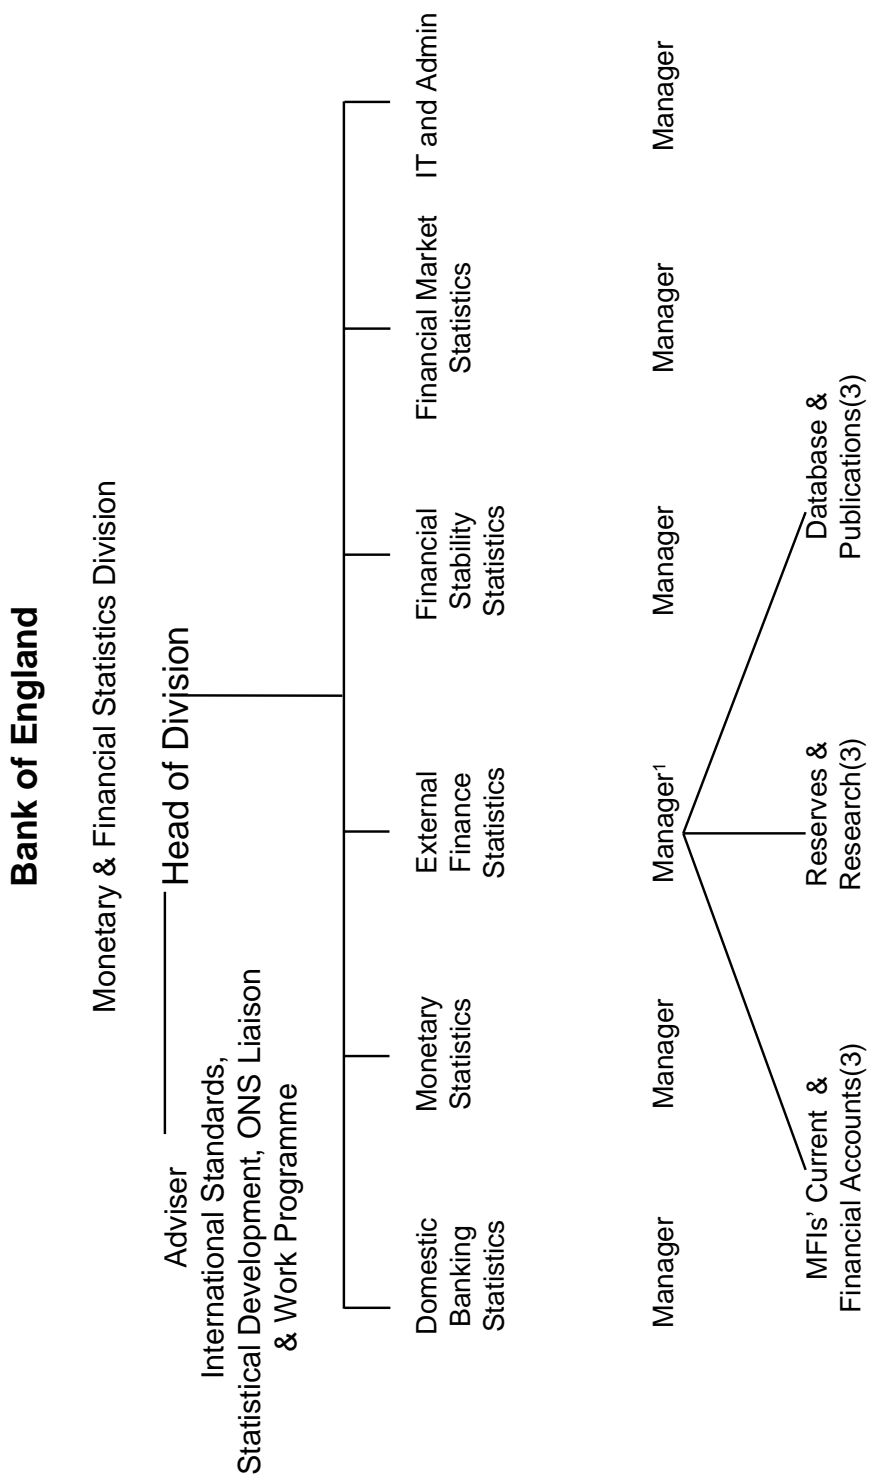 Bank of England
Monetary & Financial Statistics Division
Adviser
International Standards,
Statistical Development, ONS Liaison
& Work Programme
Head of Division
Domestic
Banking
Statistics
Monetary
Statistics
External
Finance
Statistics
Financial
Stability
Statistics
Financial Market
Statistics
IT and Admin
Manager
Manager
Manager¹
Manager
Manager
Manager
MFIs' Current &
Financial Accounts(3)
Reserves &
Research(3)
Database &
Publications(3)